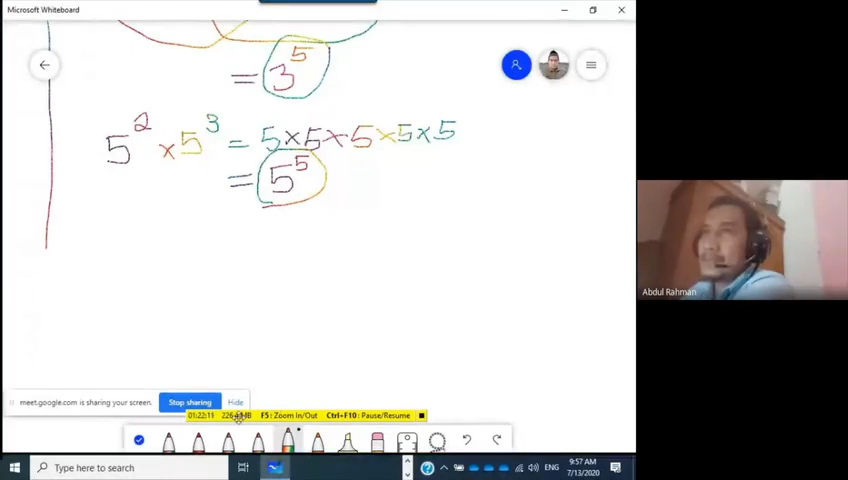 Microsoft Whiteboard
= 3^5
5^2 × 5^3 = 5×5×5×5×5
= 5^5
Abdul Rahman
meet.google.com is sharing your screen.
Stop sharing
Hide
01:22:11
F5: Zoom In/Out
Ctrl+F10: Pause/Resume
Type here to search
ENG
9:57 AM
7/13/2020